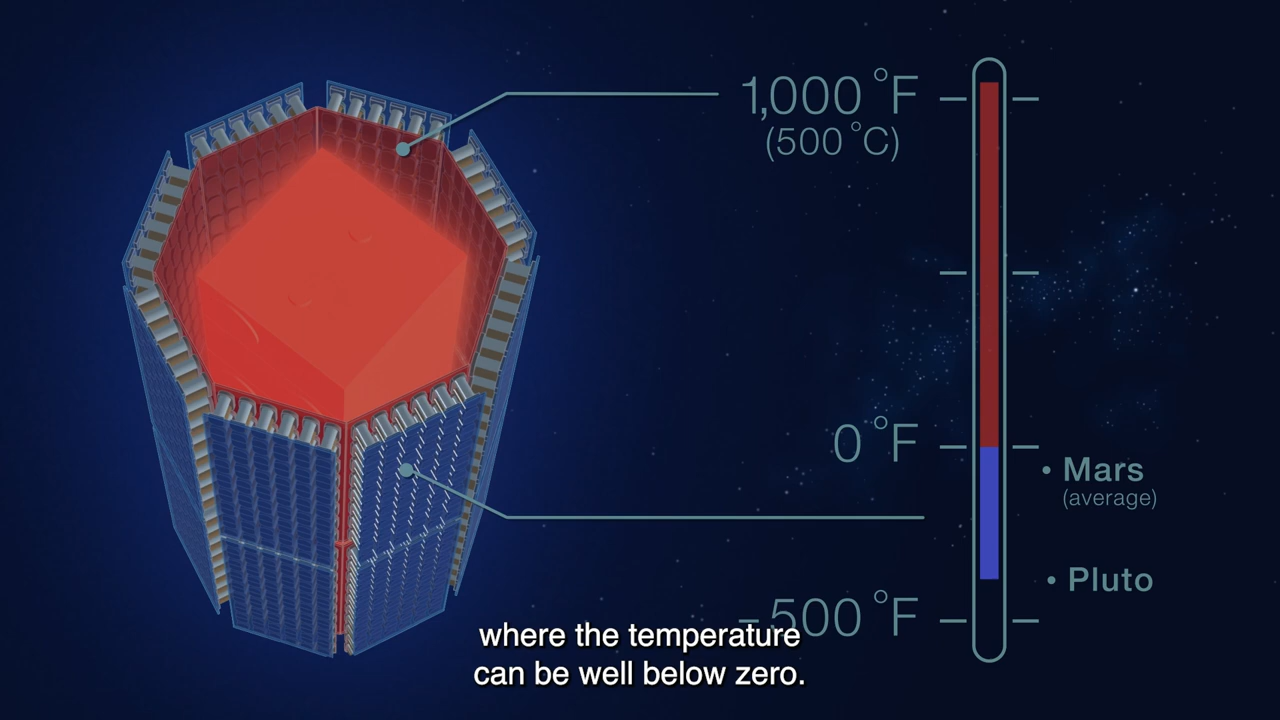 1,000 °F
(500 °C)
0 °F
• Mars
(average)
• Pluto
-500 °F
where the temperature
can be well below zero.